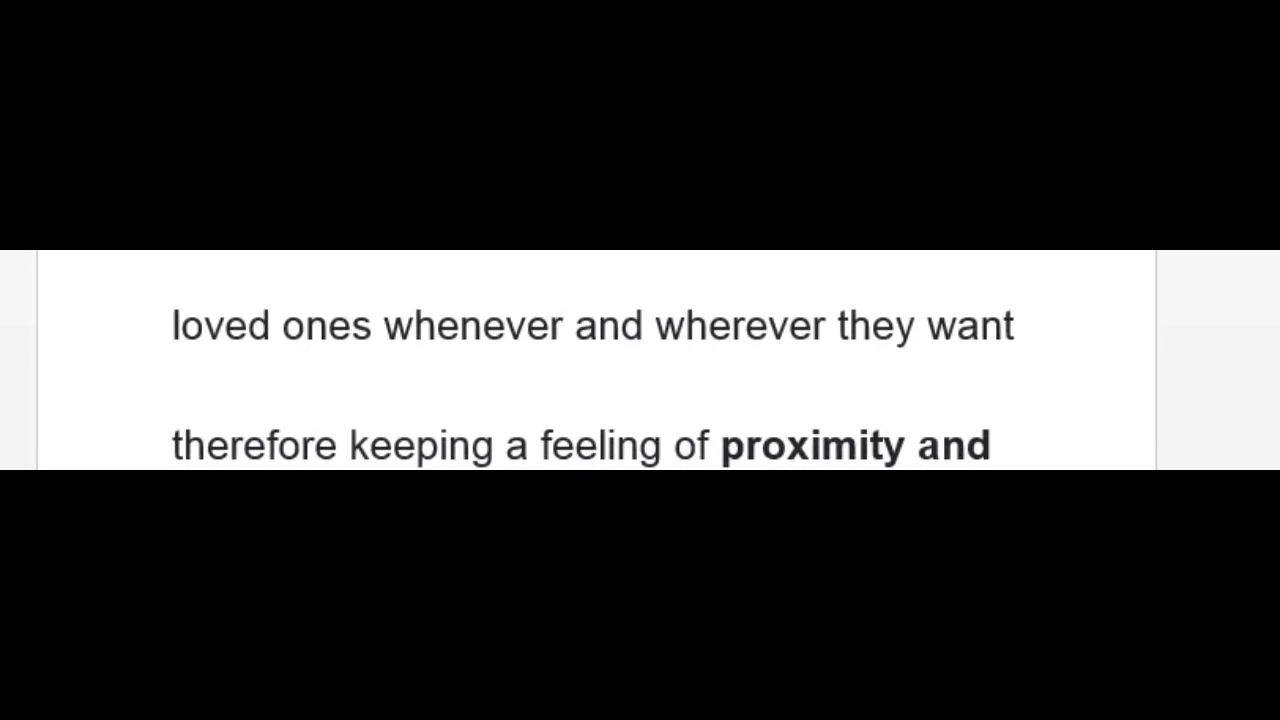 loved ones whenever and wherever they want
therefore keeping a feeling of proximity and